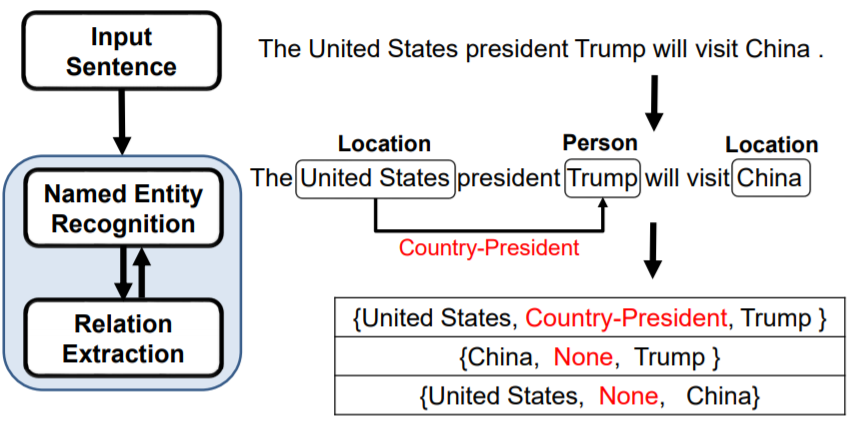 Input
Sentence
The United States president Trump will visit China .
Location Person Location
The United States president Trump will visit China
Named Entity
Recognition
Country-President
Relation
Extraction
{United States, Country-President, Trump }
{China, None, Trump }
{United States, None, China}